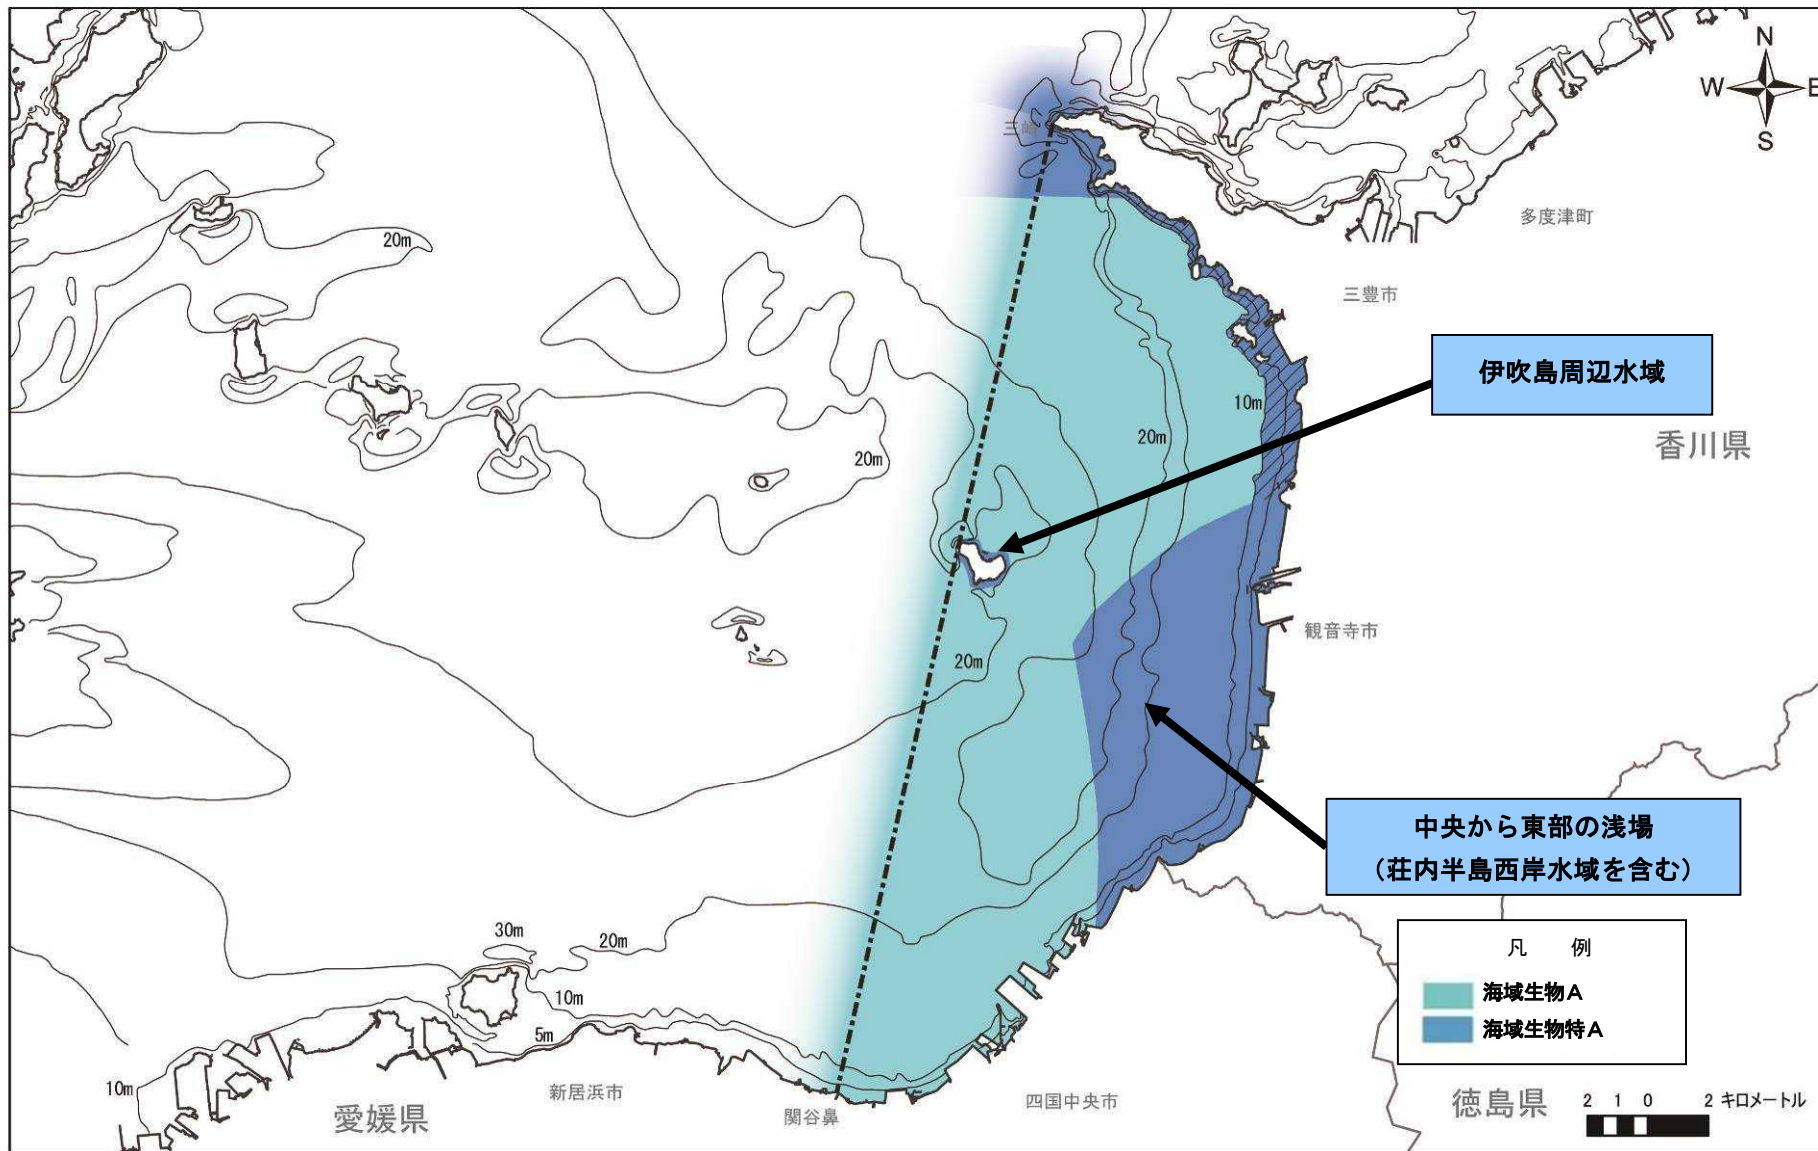 N
W
E
S
三崎
多度津町
20m
三豊市
伊吹島周辺水域
10m
20m
香川県
20m
観音寺市
20m
中央から東部の浅場
（荘内半島西岸水域を含む）
30m
20m
凡 例
海域生物A
海域生物特A
10m
5m
10m
新居浜市
関谷鼻
四国中央市
愛媛県
徳島県
2 1 0 2 キロメートル